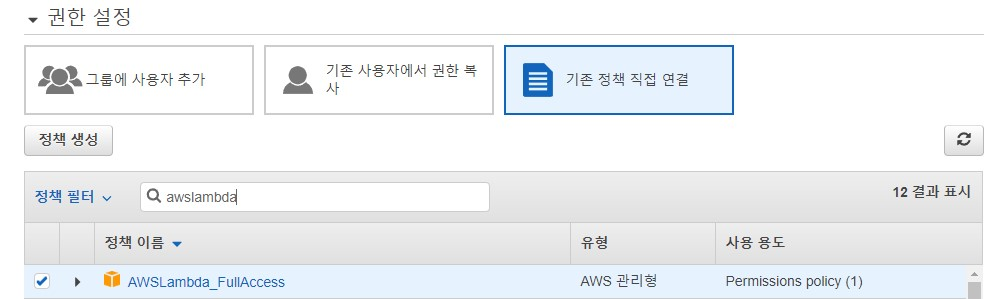 권한 설정
그룹에 사용자 추가
기존 사용자에서 권한 복
사
기존 정책 직접 연결
정책 생성
정책 필터
awslambda
12 결과 표시
정책 이름
유형
사용 용도
AWSLambda_FullAccess
AWS 관리형
Permissions policy (1)